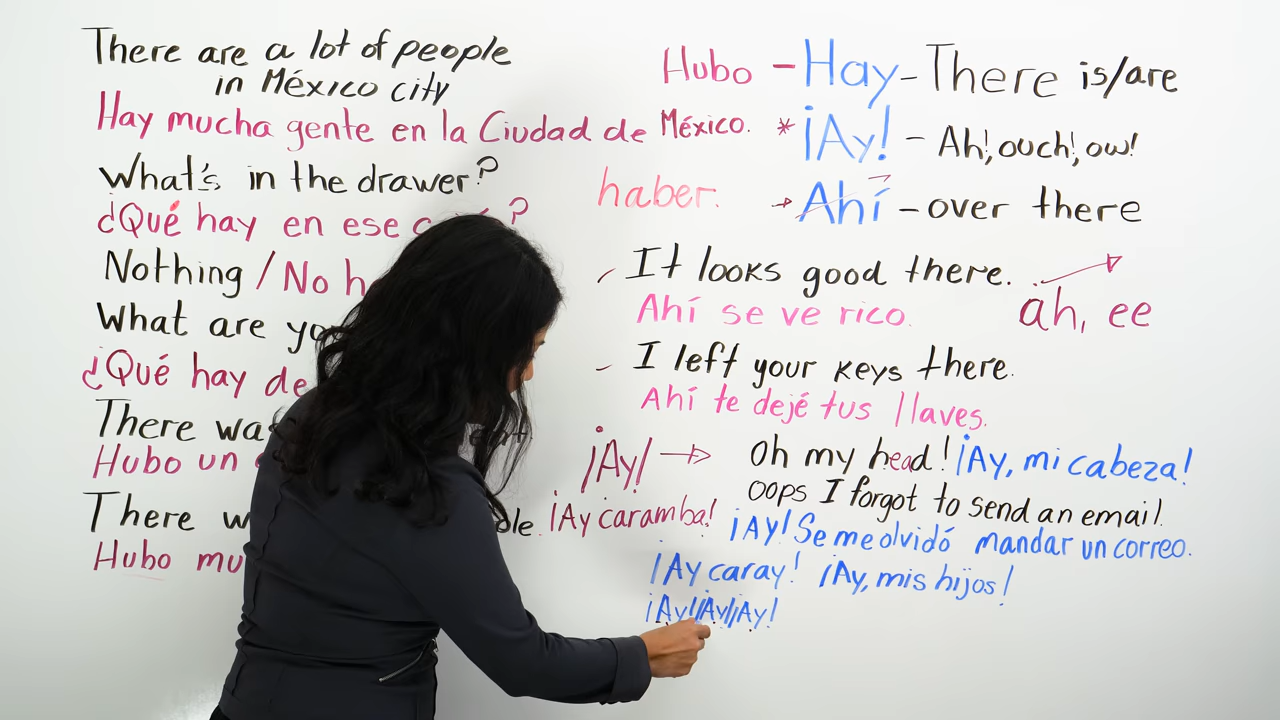 There are a lot of people
in México city
Hay mucha gente en la Ciudad de México.
What's in the drawer?
¿Qué hay en ese
Nothing / No
What are
¿Qué hay de
There
Hubo un
There
Hubo
Hubo – Hay – There is/are
* ¡Ay! – Ah!, ouch!, ow!
haber.
→ Ahí – over there
It looks good there.
Ahí se ve rico.
ah, ee
I left your keys there.
Ahí te dejé tus llaves.
¡Ay! → Oh my head! ¡Ay, mi cabeza!
Oops I forgot to send an email.
¡Ay caramba! ¡Ay! Se me olvidó mandar un correo.
¡Ay caray! ¡Ay, mis hijos!
¡Ay! ¡Ay! ¡Ay!